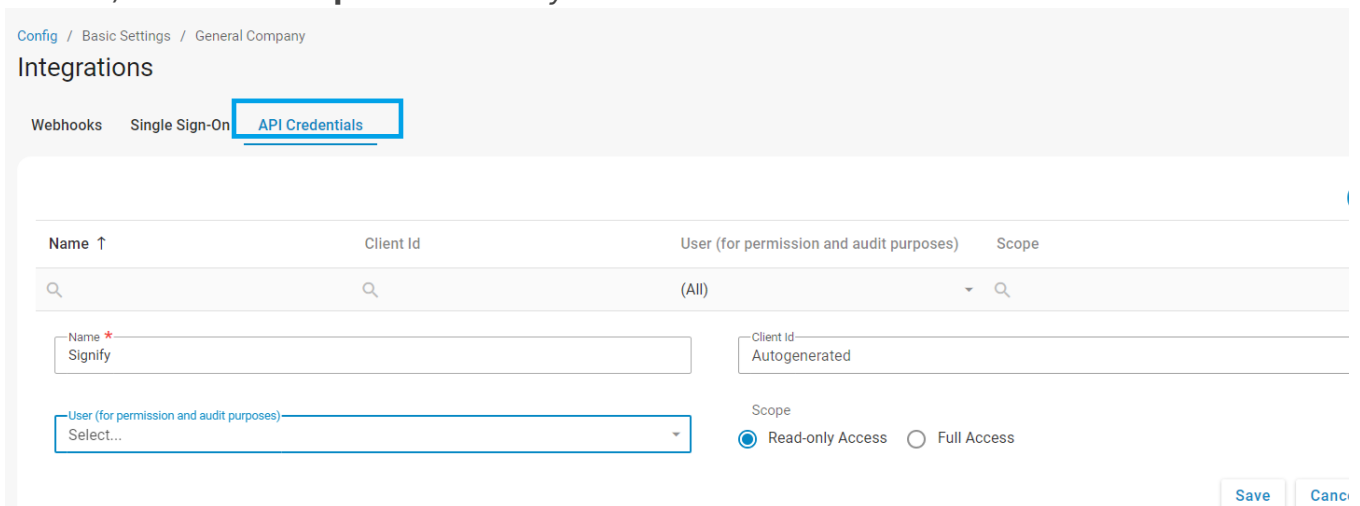 Config / Basic Settings / General Company
Integrations
Webhooks Single Sign-On API Credentials
Name ↑ Client Id User (for permission and audit purposes) Scope
(All)
Name *
Signify
Client Id
Autogenerated
User (for permission and audit purposes)
Select...
Scope
Read-only Access Full Access
Save Cance